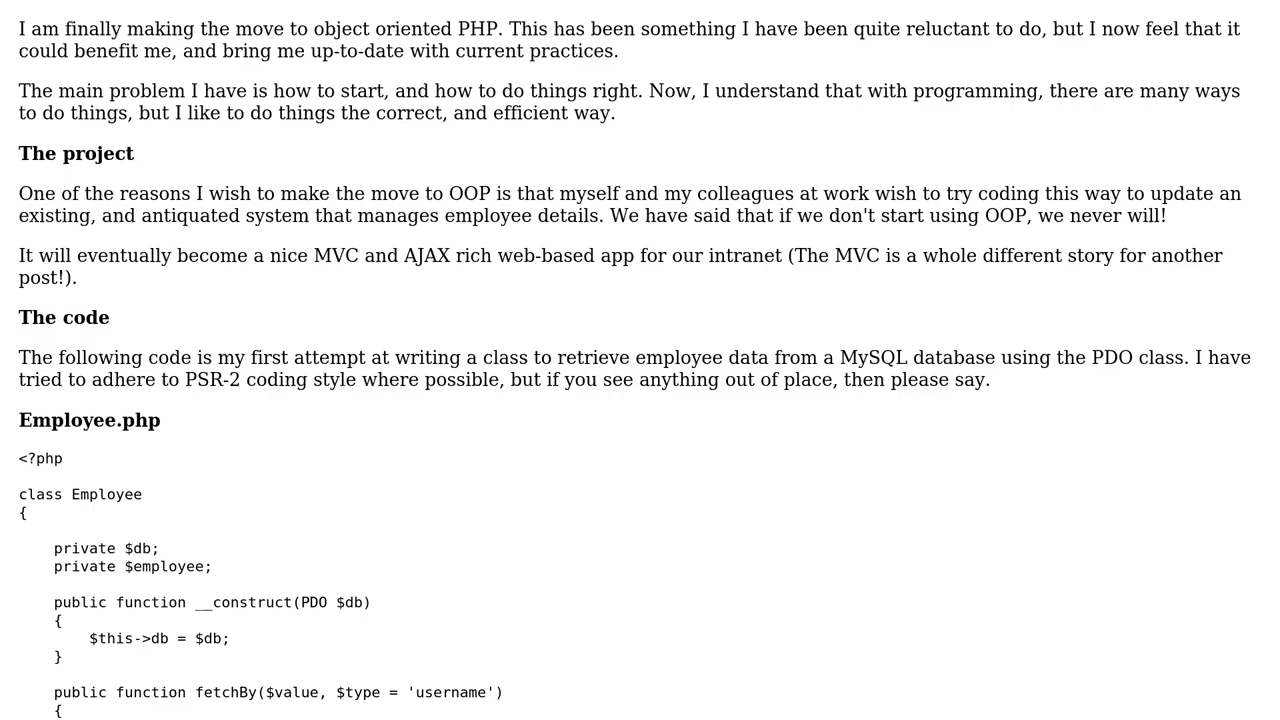 I am finally making the move to object oriented PHP. This has been something I have been quite reluctant to do, but I now feel that it
could benefit me, and bring me up-to-date with current practices.
The main problem I have is how to start, and how to do things right. Now, I understand that with programming, there are many ways
to do things, but I like to do things the correct, and efficient way.
The project
One of the reasons I wish to make the move to OOP is that myself and my colleagues at work wish to try coding this way to update an
existing, and antiquated system that manages employee details. We have said that if we don't start using OOP, we never will!
It will eventually become a nice MVC and AJAX rich web-based app for our intranet (The MVC is a whole different story for another
post!).
The code
The following code is my first attempt at writing a class to retrieve employee data from a MySQL database using the PDO class. I have
tried to adhere to PSR-2 coding style where possible, but if you see anything out of place, then please say.
Employee.php
<?php
class Employee
{
    private $db;
    private $employee;
    public function __construct(PDO $db)
    {
        $this->db = $db;
    }
    public function fetchBy($value, $type = 'username')
    {